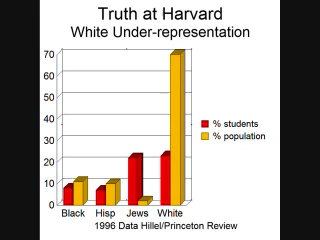 Truth at Harvard
White Under-representation
70
60
50
40
30
20
10
0
Black Hisp Jews White
% students
% population
1996 Data Hillel/Princeton Review